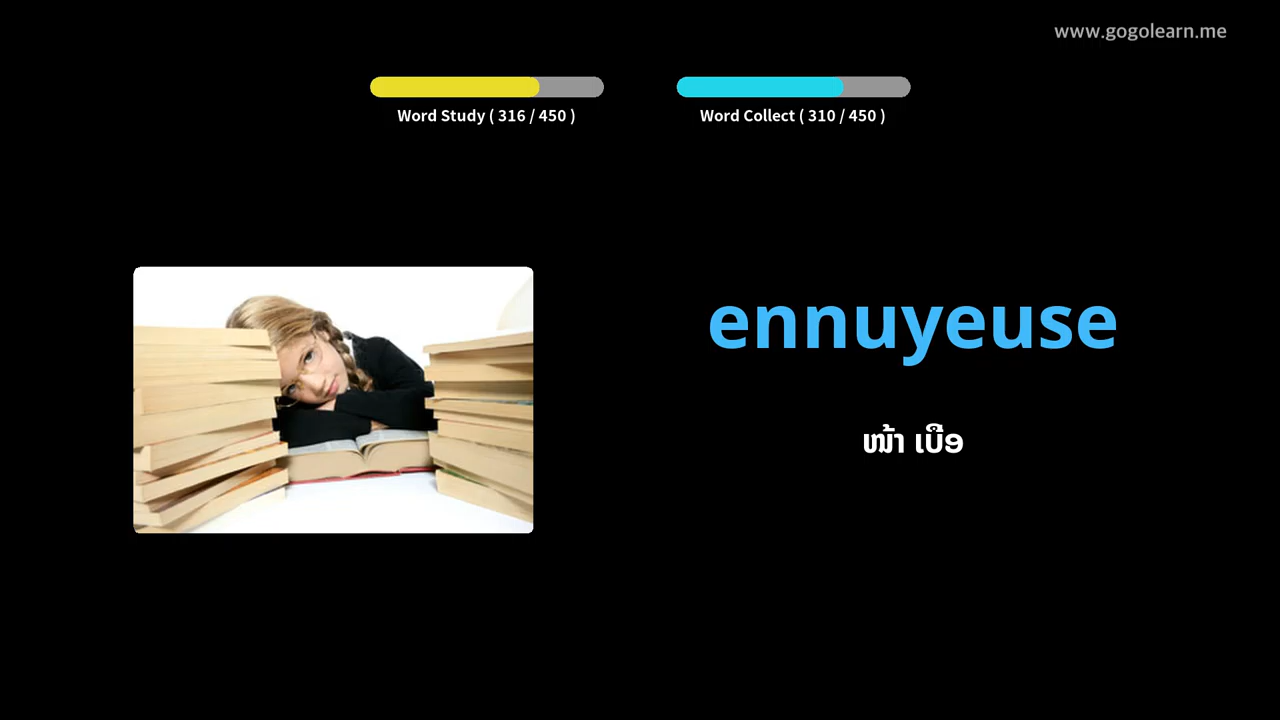 www.gogolearn.me
Word Study ( 316 / 450 )
Word Collect ( 310 / 450 )
ennuyeuse
ໜ້າ ເບື່ອ